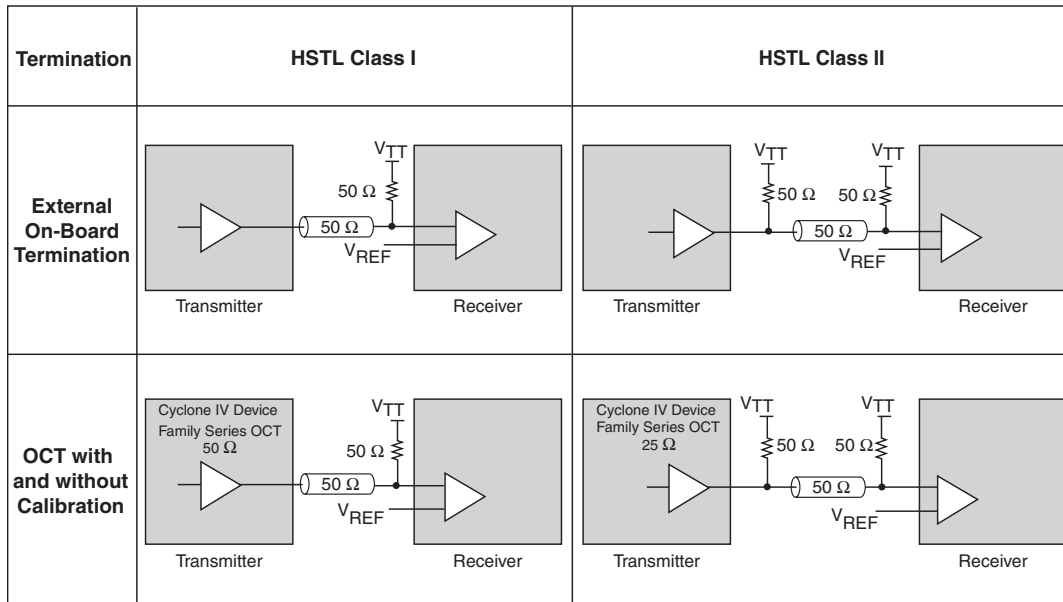 Termination
HSTL Class I
HSTL Class II
External
On-Board
Termination
VTT
50 Ω
50 Ω
VREF
Transmitter
Receiver
VTT
VTT
50 Ω
50 Ω
50 Ω
VREF
Transmitter
Receiver
OCT with
and without
Calibration
Cyclone IV Device
Family Series OCT
50 Ω
VTT
50 Ω
50 Ω
VREF
Transmitter
Receiver
Cyclone IV Device
Family Series OCT
25 Ω
VTT
VTT
50 Ω
50 Ω
50 Ω
VREF
Transmitter
Receiver